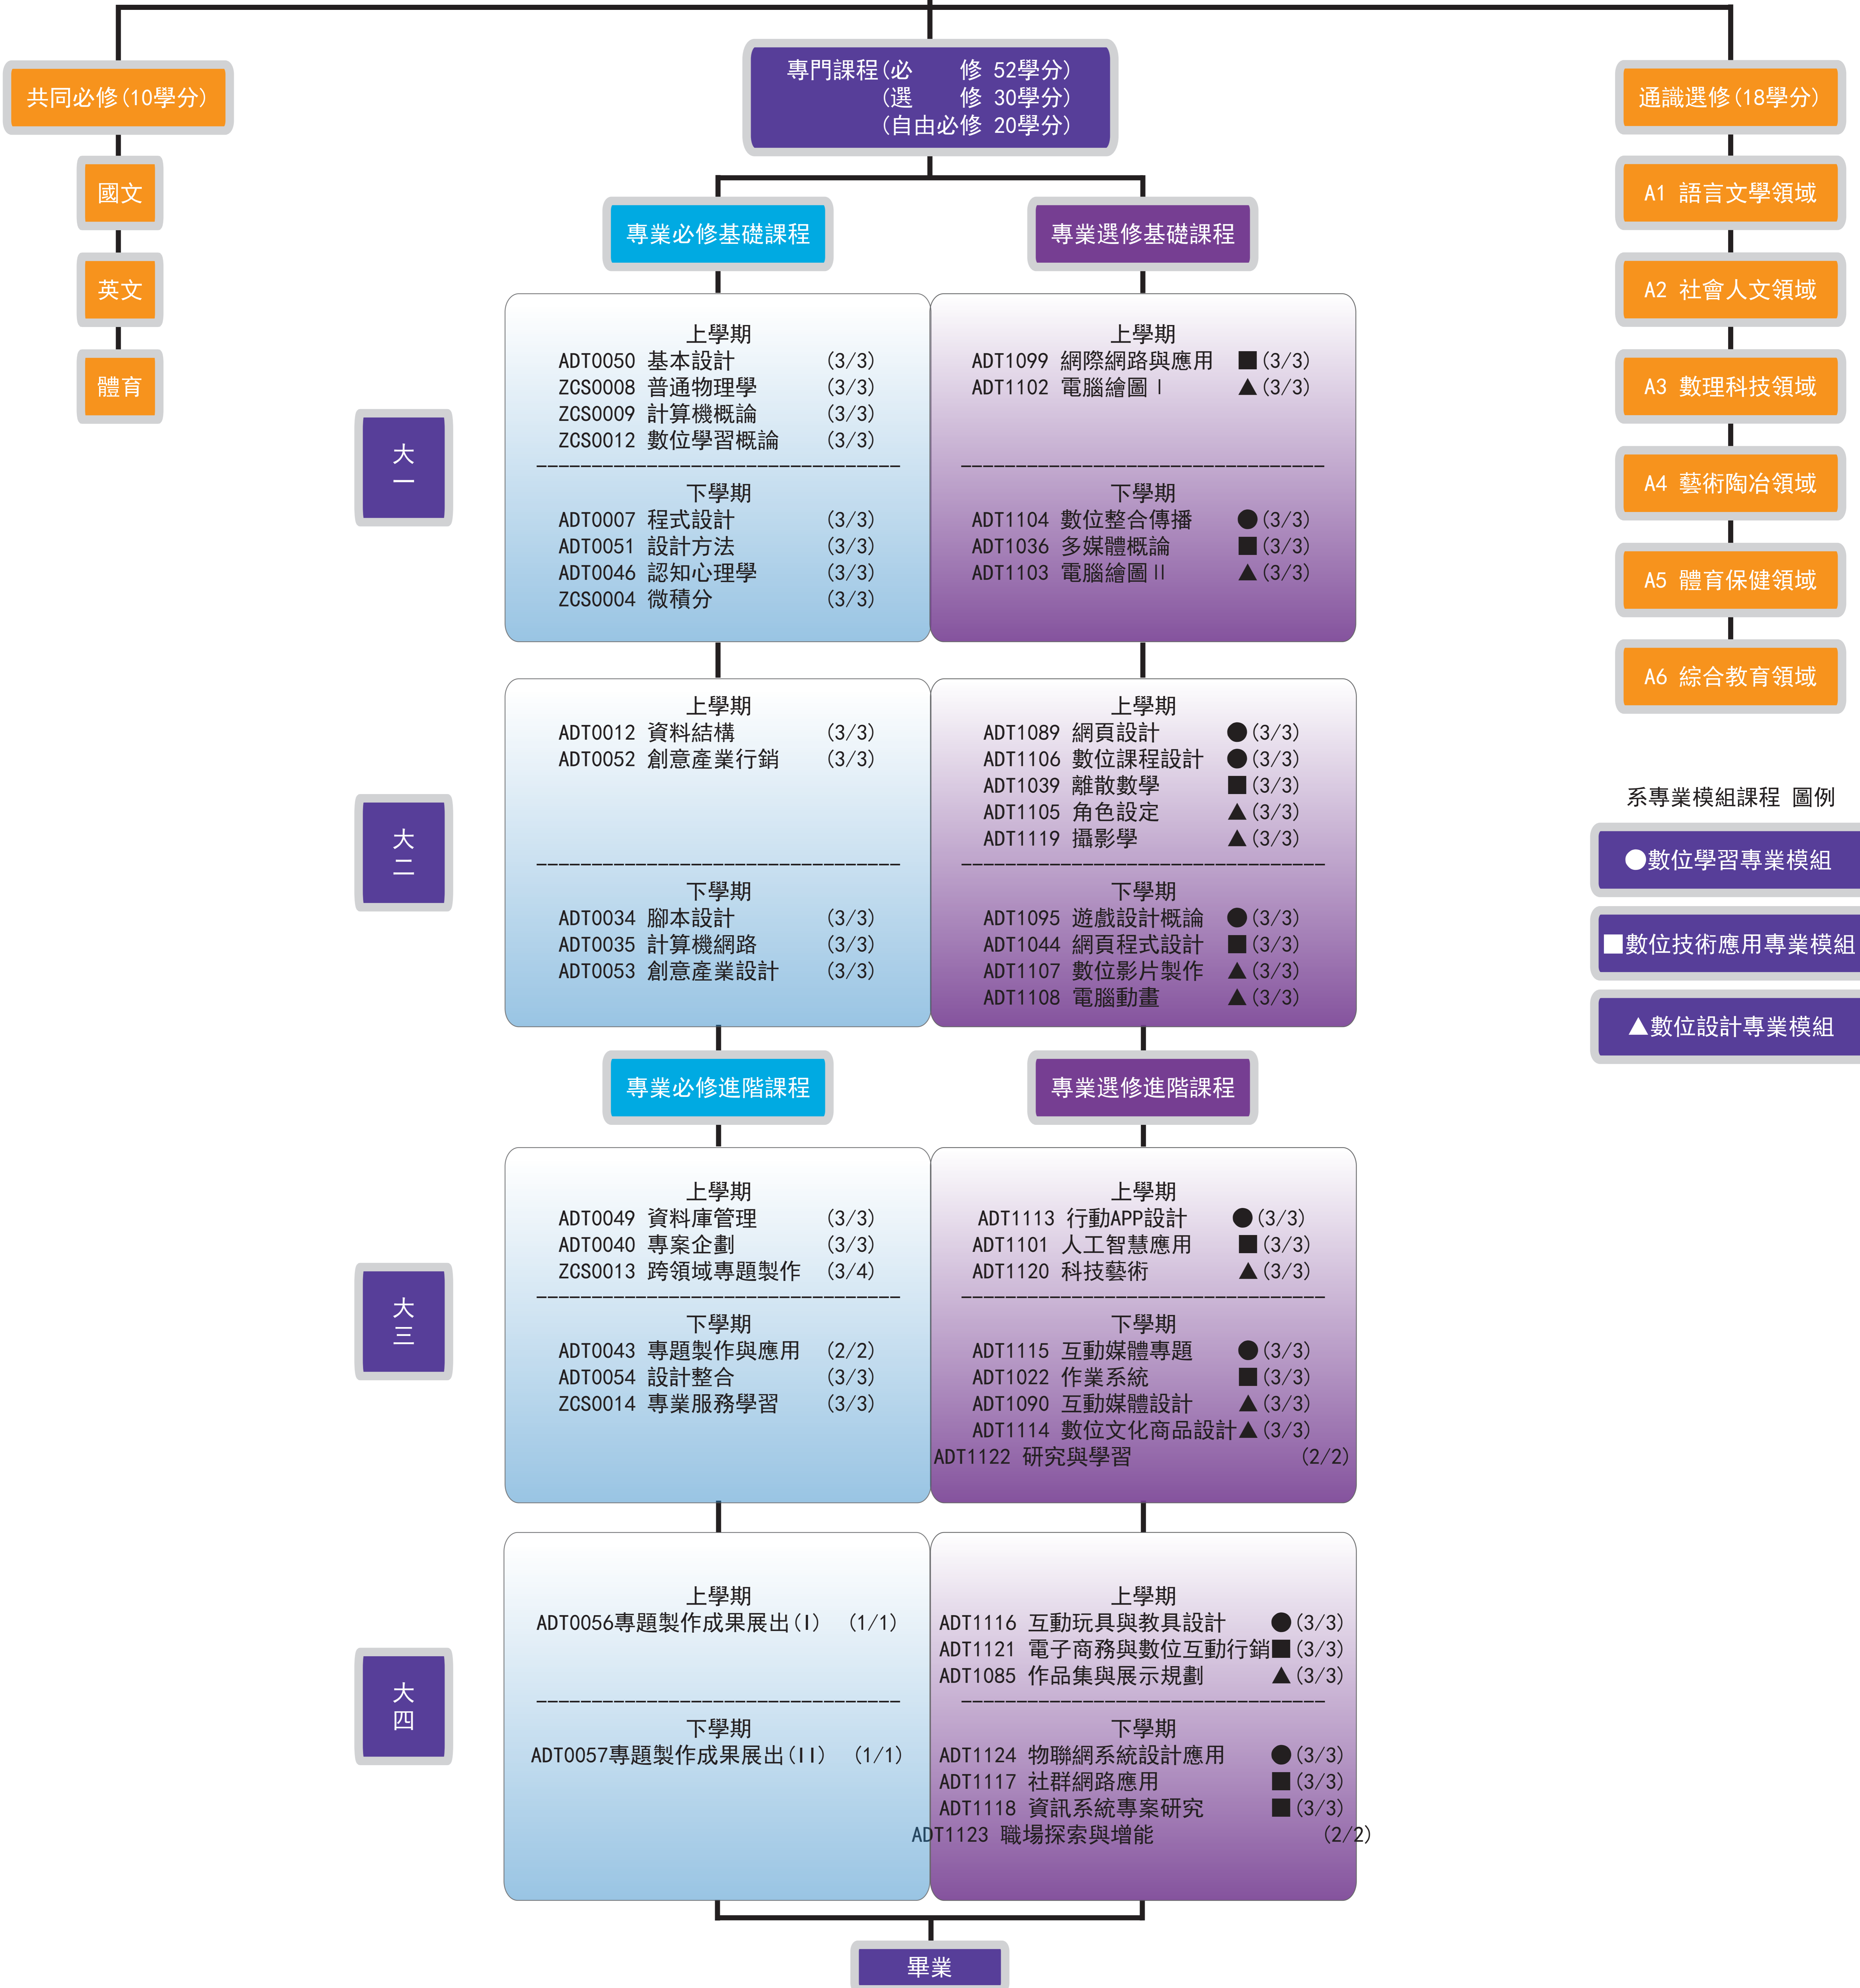 共同必修(10學分)
國文
英文
體育
專門課程(必　　修 52學分)
(選　　修 30學分)
(自由必修 20學分)
通識選修(18學分)
A1 語言文學領域
A2 社會人文領域
A3 數理科技領域
A4 藝術陶冶領域
A5 體育保健領域
A6 綜合教育領域
系專業模組課程 圖例
●數位學習專業模組
■數位技術應用專業模組
▲數位設計專業模組
專業必修基礎課程
專業選修基礎課程
大一
上學期
ADT0050 基本設計 (3/3)
ZCS0008 普通物理學 (3/3)
ZCS0009 計算機概論 (3/3)
ZCS0012 數位學習概論 (3/3)
下學期
ADT0007 程式設計 (3/3)
ADT0051 設計方法 (3/3)
ADT0046 認知心理學 (3/3)
ZCS0004 微積分 (3/3)
上學期
ADT1099 網際網路與應用 ■(3/3)
ADT1102 電腦繪圖Ⅰ ▲(3/3)
下學期
ADT1104 數位整合傳播 ●(3/3)
ADT1036 多媒體概論 ■(3/3)
ADT1103 電腦繪圖Ⅱ ▲(3/3)
大二
上學期
ADT0012 資料結構 (3/3)
ADT0052 創意產業行銷 (3/3)
下學期
ADT0034 腳本設計 (3/3)
ADT0035 計算機網路 (3/3)
ADT0053 創意產業設計 (3/3)
上學期
ADT1089 網頁設計 ●(3/3)
ADT1106 數位課程設計 ●(3/3)
ADT1039 離散數學 ■(3/3)
ADT1105 角色設定 ▲(3/3)
ADT1119 攝影學 ▲(3/3)
下學期
ADT1095 遊戲設計概論 ●(3/3)
ADT1044 網頁程式設計 ■(3/3)
ADT1107 數位影片製作 ▲(3/3)
ADT1108 電腦動畫 ▲(3/3)
專業必修進階課程
專業選修進階課程
大三
上學期
ADT0049 資料庫管理 (3/3)
ADT0040 專案企劃 (3/3)
ZCS0013 跨領域專題製作 (3/4)
下學期
ADT0043 專題製作與應用 (2/2)
ADT0054 設計整合 (3/3)
ZCS0014 專業服務學習 (3/3)
上學期
ADT1113 行動APP設計 ●(3/3)
ADT1101 人工智慧應用 ■(3/3)
ADT1120 科技藝術 ▲(3/3)
下學期
ADT1115 互動媒體專題 ●(3/3)
ADT1022 作業系統 ■(3/3)
ADT1090 互動媒體設計 ▲(3/3)
ADT1114 數位文化商品設計▲(3/3)
ADT1122 研究與學習 (2/2)
大四
上學期
ADT0056專題製作成果展出(I) (1/1)
下學期
ADT0057專題製作成果展出(II) (1/1)
上學期
ADT1116 互動玩具與教具設計 ●(3/3)
ADT1121 電子商務與數位互動行銷■(3/3)
ADT1085 作品集與展示規劃 ▲(3/3)
下學期
ADT1124 物聯網系統設計應用 ●(3/3)
ADT1117 社群網路應用 ■(3/3)
ADT1118 資訊系統專案研究 ■(3/3)
ADT1123 職場探索與增能 (2/2)
畢業